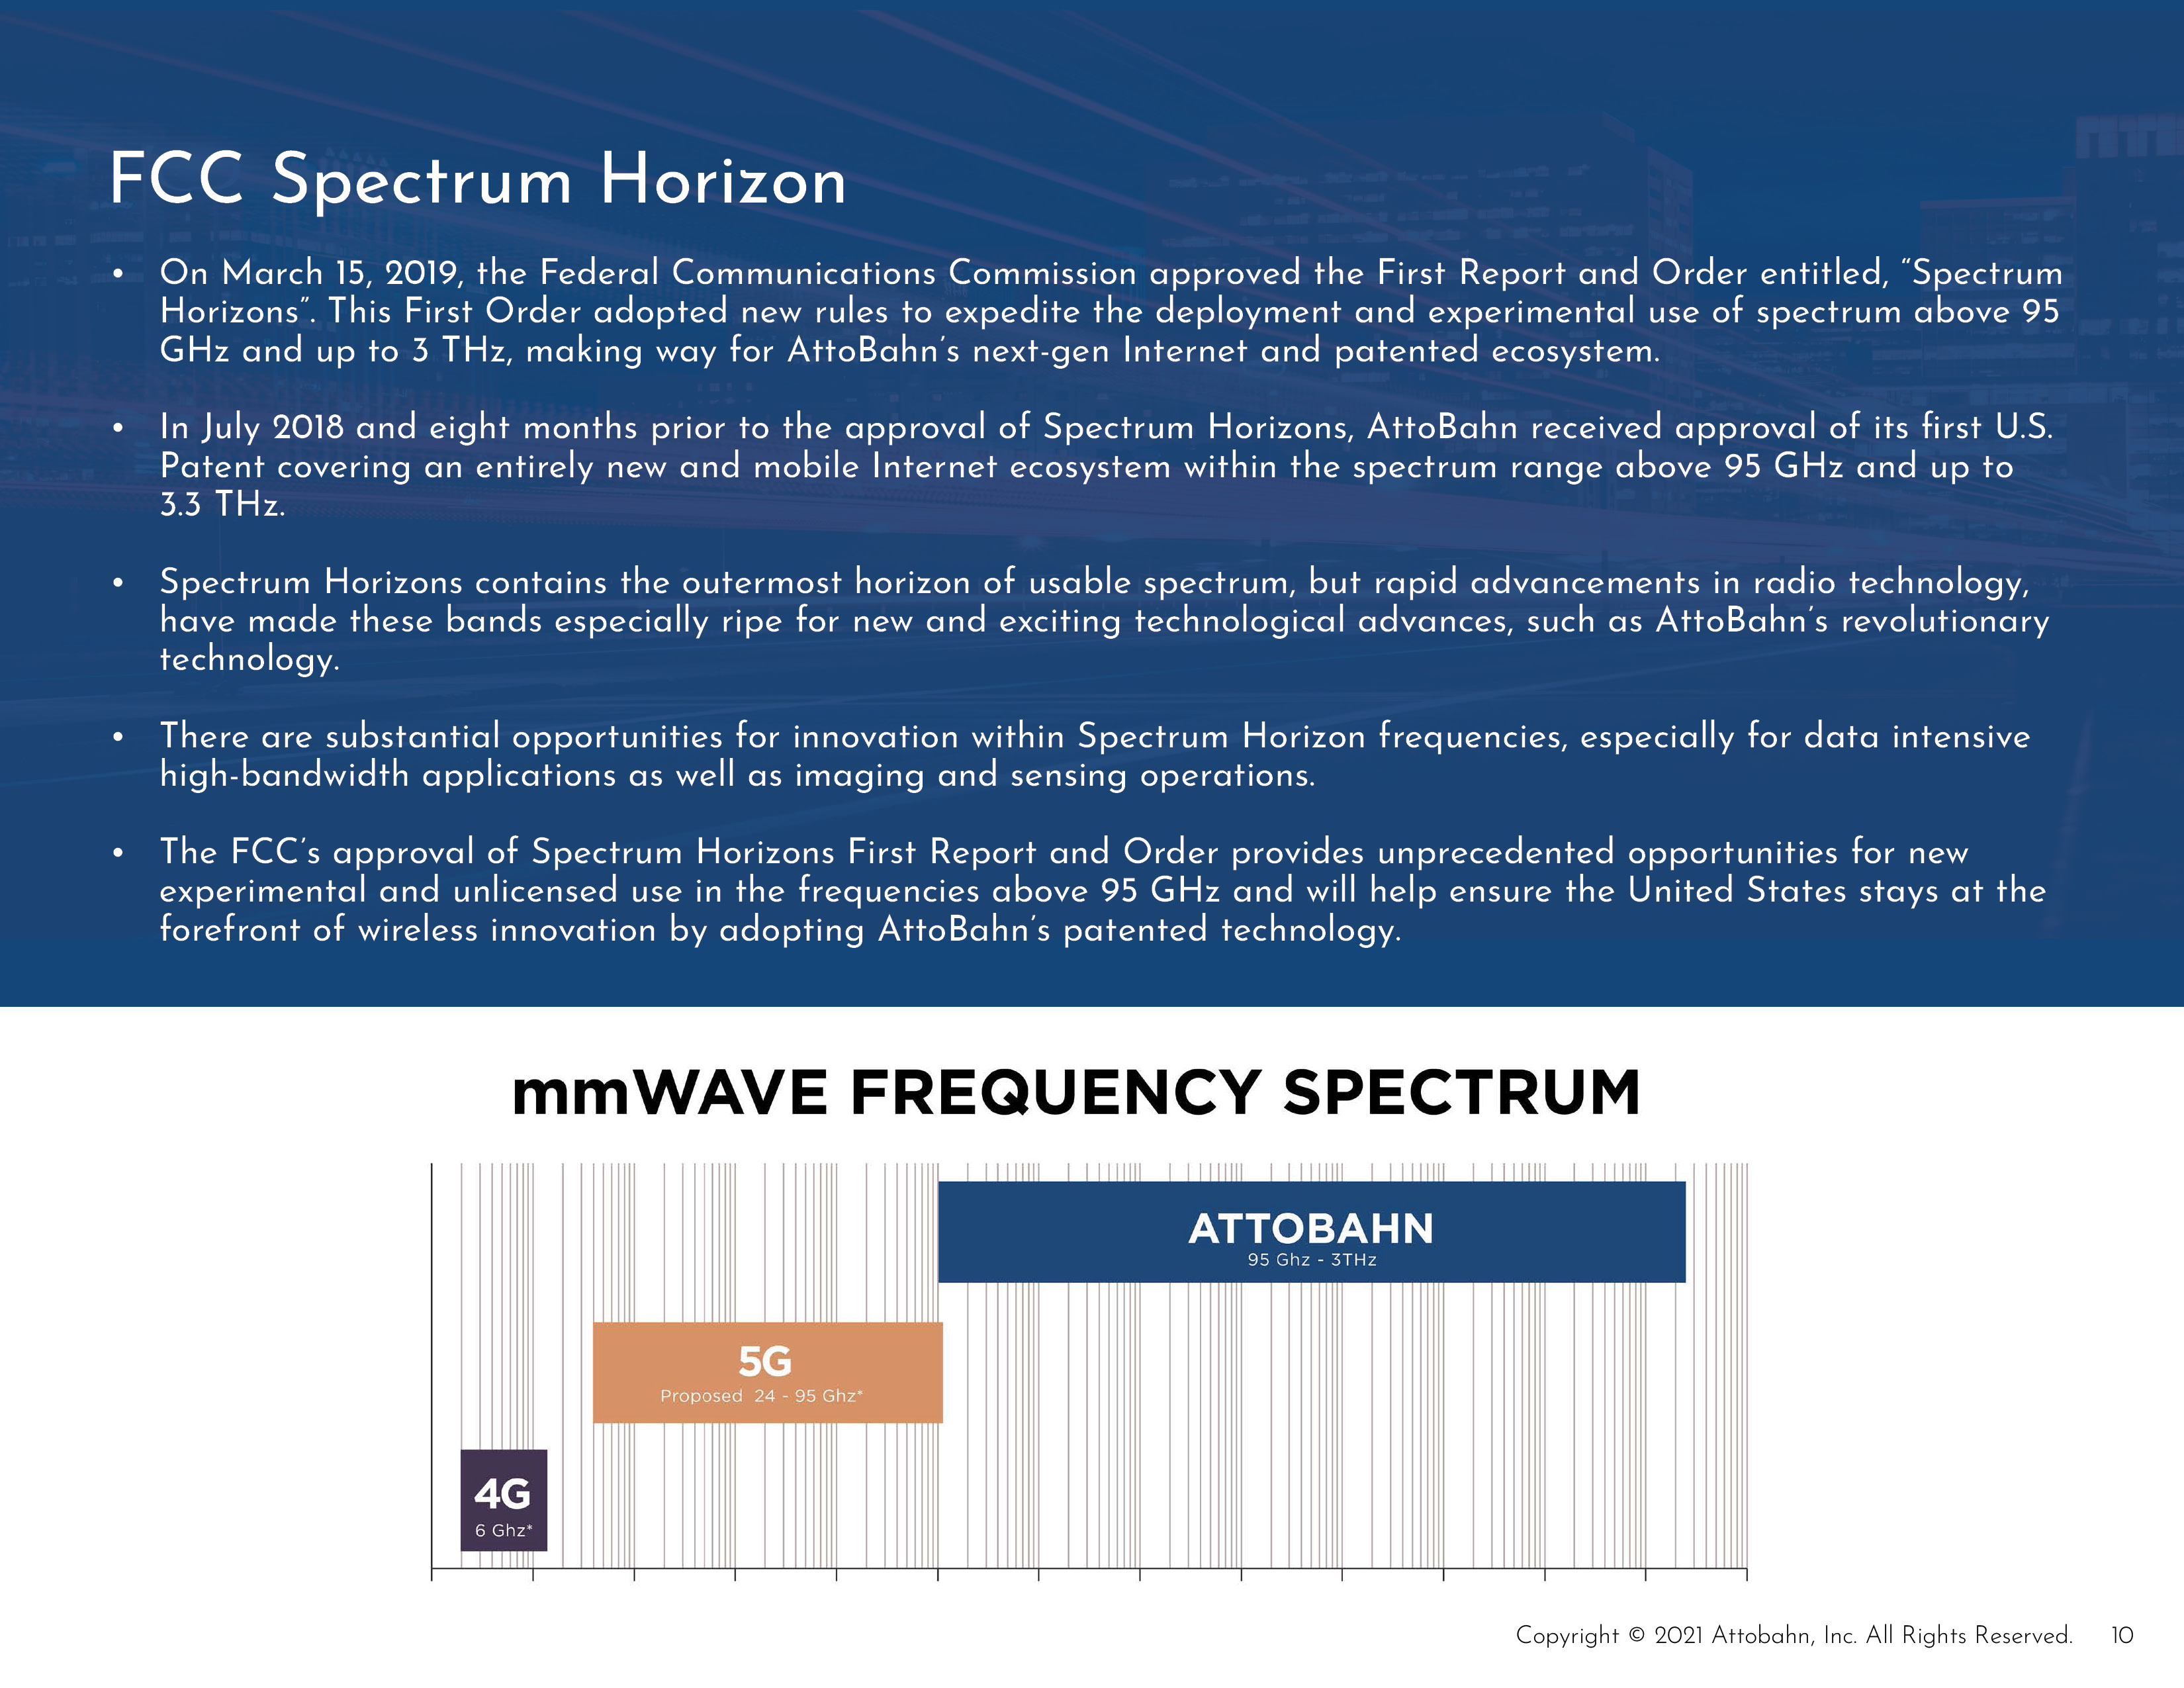 FCC Spectrum Horizon
• On March 15, 2019, the Federal Communications Commission approved the First Report and Order entitled, “Spectrum
Horizons”. This First Order adopted new rules to expedite the deployment and experimental use of spectrum above 95
GHz and up to 3 THz, making way for AttoBahn’s next-gen Internet and patented ecosystem.
• In July 2018 and eight months prior to the approval of Spectrum Horizons, AttoBahn received approval of its first U.S.
Patent covering an entirely new and mobile Internet ecosystem within the spectrum range above 95 GHz and up to
3.3 THz.
• Spectrum Horizons contains the outermost horizon of usable spectrum, but rapid advancements in radio technology,
have made these bands especially ripe for new and exciting technological advances, such as AttoBahn’s revolutionary
technology.
• There are substantial opportunities for innovation within Spectrum Horizon frequencies, especially for data intensive
high-bandwidth applications as well as imaging and sensing operations.
• The FCC’s approval of Spectrum Horizons First Report and Order provides unprecedented opportunities for new
experimental and unlicensed use in the frequencies above 95 GHz and will help ensure the United States stays at the
forefront of wireless innovation by adopting AttoBahn’s patented technology.
mmWAVE FREQUENCY SPECTRUM
ATTOBAHN
95 Ghz - 3THz
5G
Proposed 24 - 95 Ghz*
4G
6 Ghz*
Copyright © 2021 Attobahn, Inc. All Rights Reserved. 10